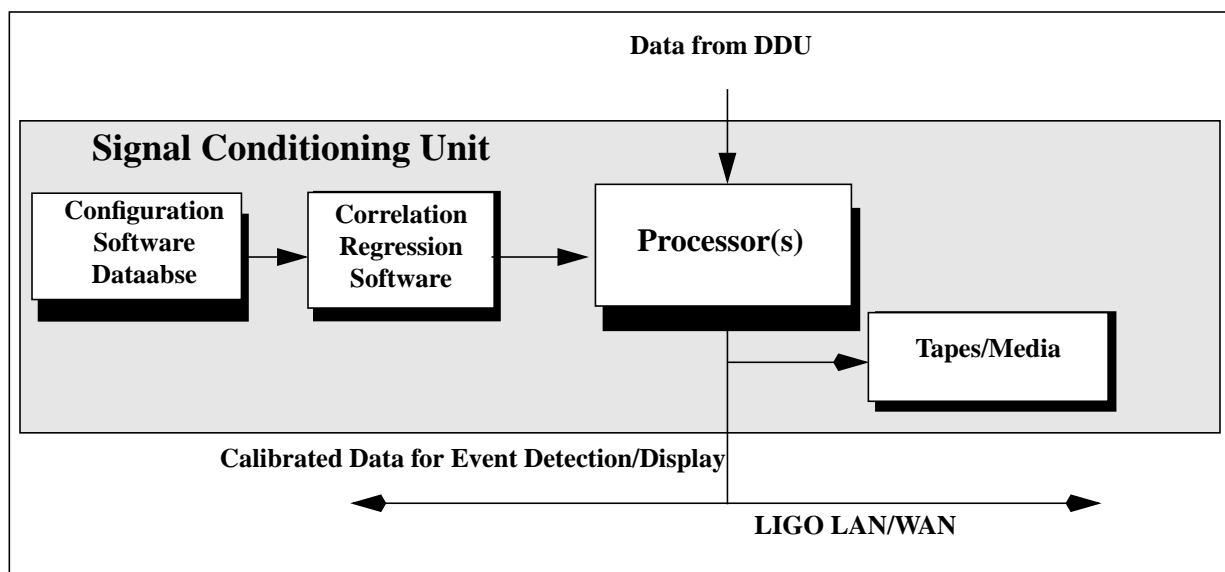 Data from DDU
Signal Conditioning Unit
Configuration
Software
Dataabse
Correlation
Regression
Software
Processor(s)
Tapes/Media
Calibrated Data for Event Detection/Display
LIGO LAN/WAN